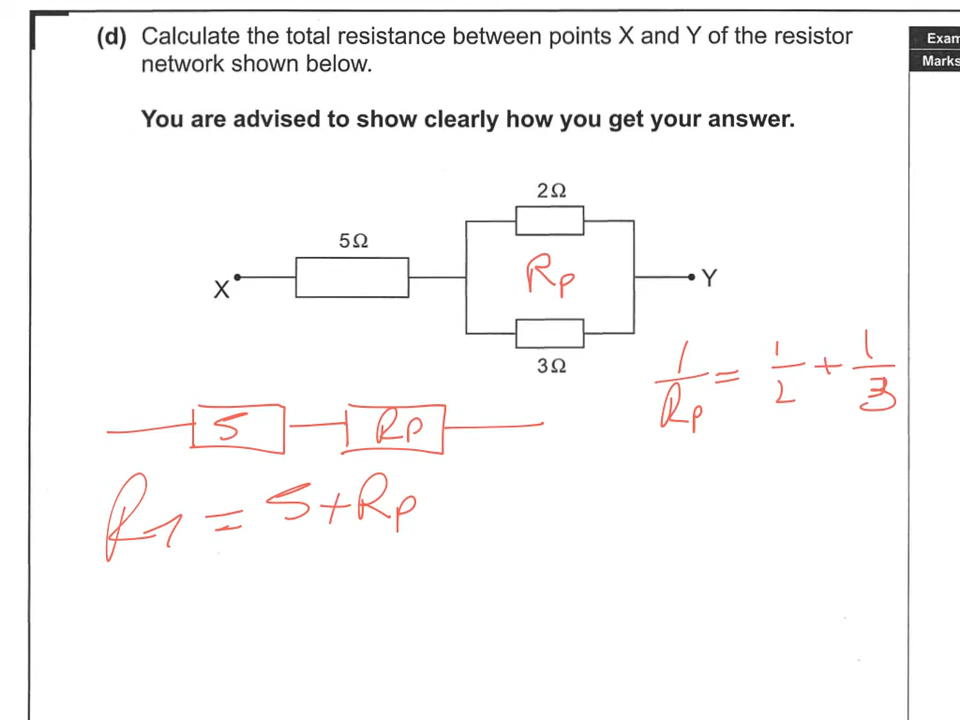 (d) Calculate the total resistance between points X and Y of the resistor
network shown below.
Exam
Marks
You are advised to show clearly how you get your answer.
2Ω
5Ω
X
Rp
Y
3Ω
1/Rp = 1/2 + 1/3
5 Rp
RT = 5+Rp